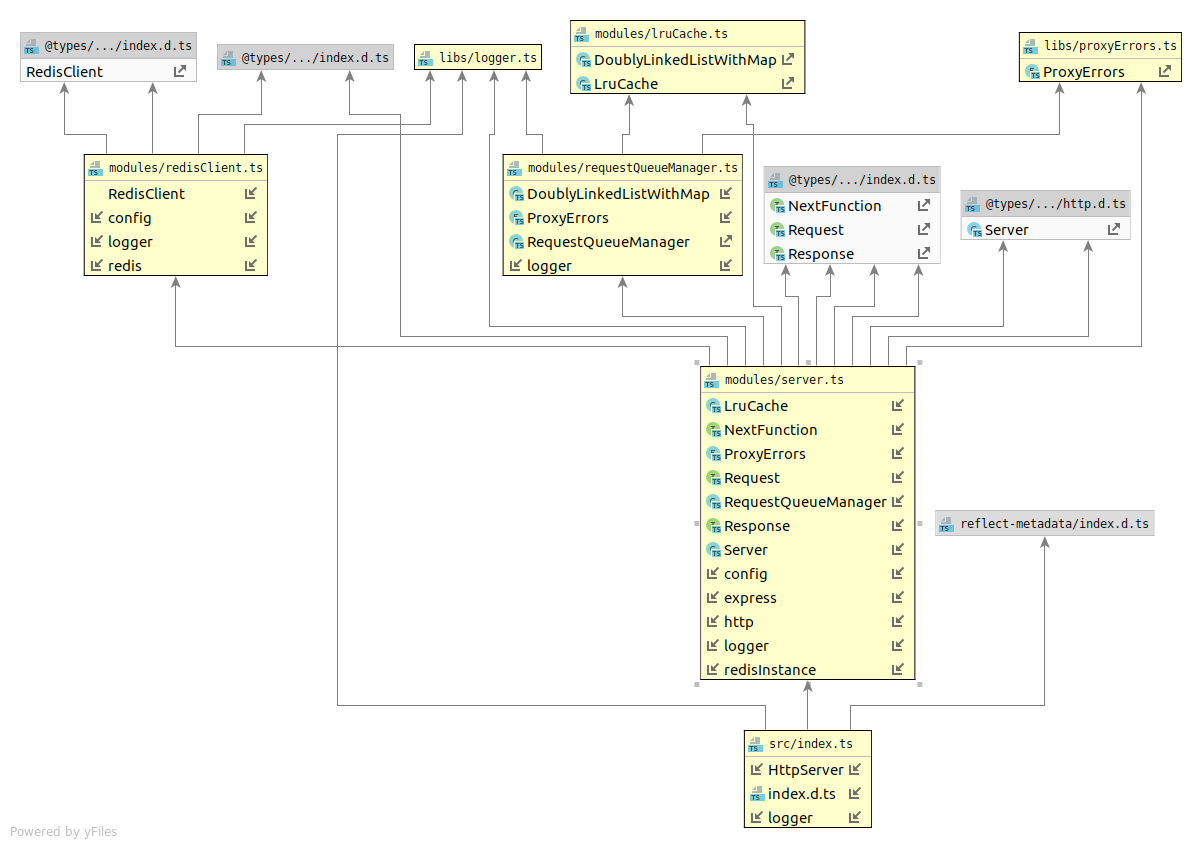 @types/.../index.d.ts
RedisClient
@types/.../index.d.ts
libs/logger.ts
modules/lruCache.ts
DoublyLinkedListWithMap
LruCache
libs/proxyErrors.ts
ProxyErrors
modules/redisClient.ts
RedisClient
config
logger
redis
modules/requestQueueManager.ts
DoublyLinkedListWithMap
ProxyErrors
RequestQueueManager
logger
@types/.../index.d.ts
NextFunction
Request
Response
@types/.../http.d.ts
Server
modules/server.ts
LruCache
NextFunction
ProxyErrors
Request
RequestQueueManager
Response
Server
config
express
http
logger
redisInstance
reflect-metadata/index.d.ts
src/index.ts
HttpServer
index.d.ts
logger
Powered by yFiles